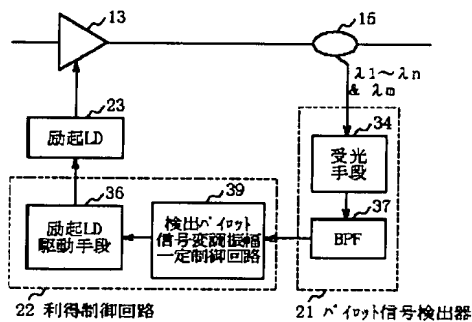 13
15
λ1~λn
& λm
23
励起LD
34
受光
手段
36
励起LD
駆動手段
39
検出パイロット
信号変調振幅
一定制御回路
37
BPF
22 利得制御回路
21 パイロット信号検出器